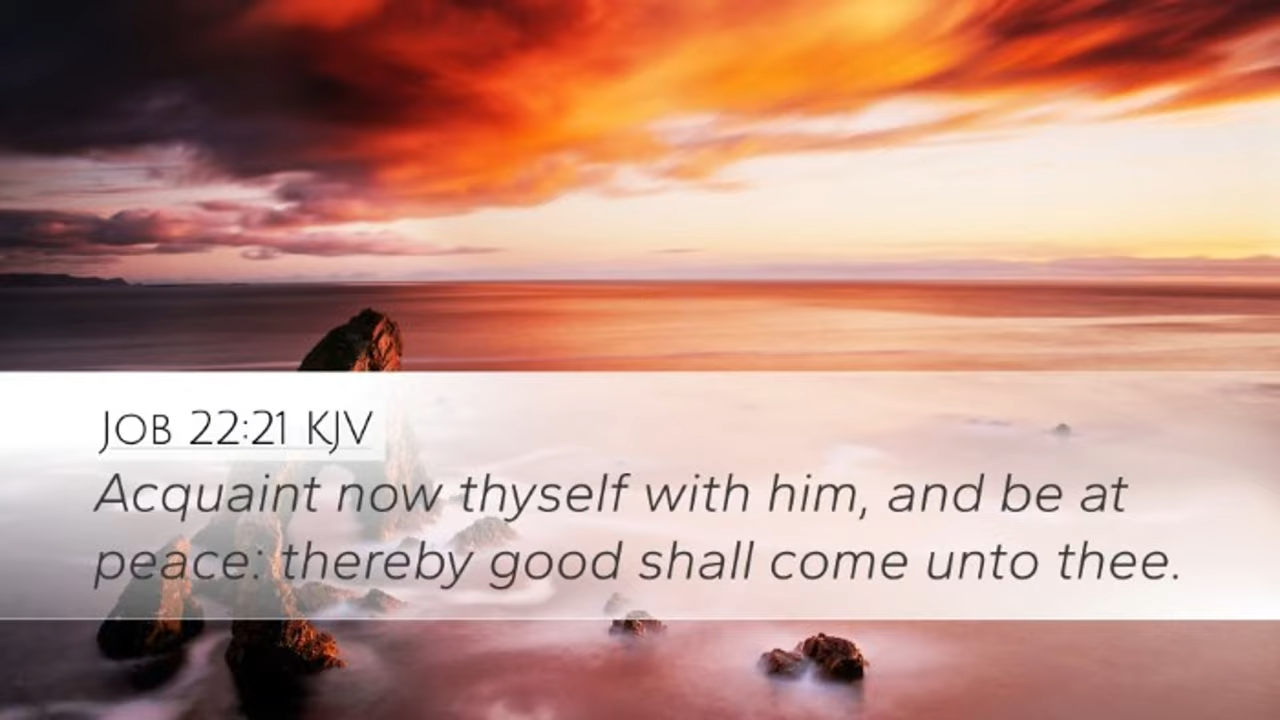 Job 22:21 KJV
Acquaint now thyself with him, and be at
peace: thereby good shall come unto thee.